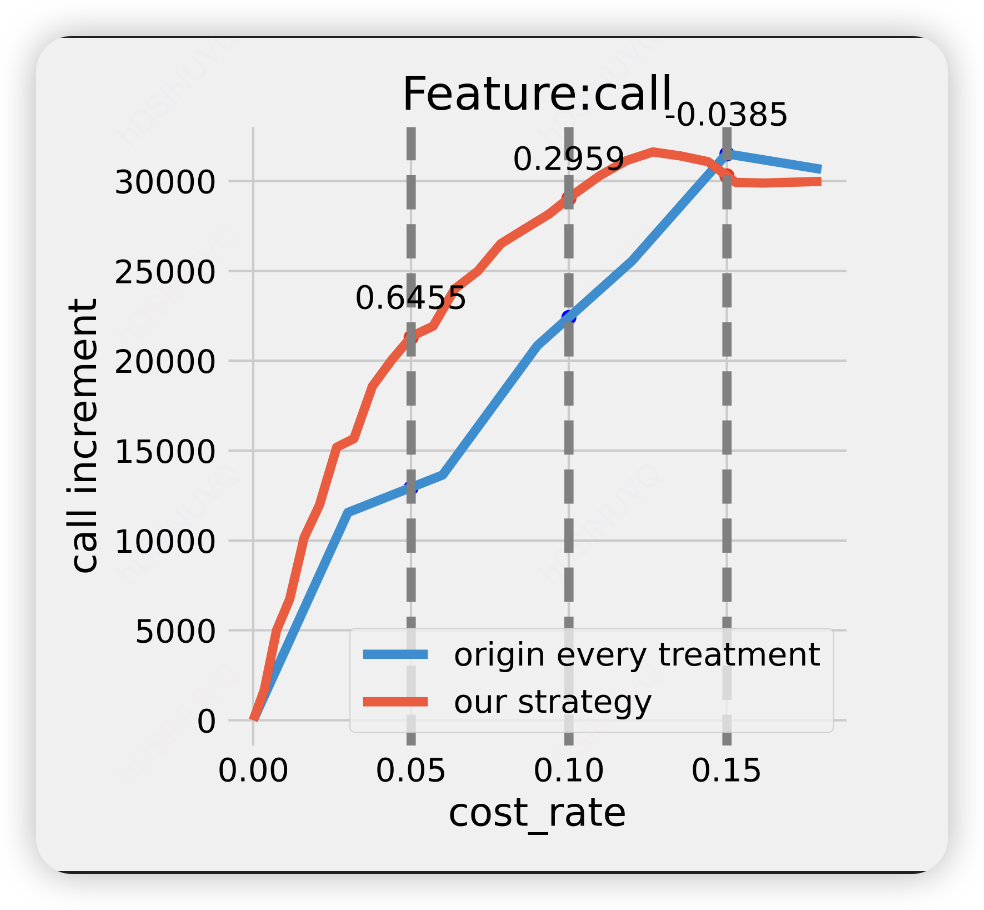 Feature:call
-0.0385
0.2959
0.6455
30000
25000
20000
15000
10000
5000
0
call increment
origin every treatment
our strategy
0.00 0.05 0.10 0.15
cost_rate